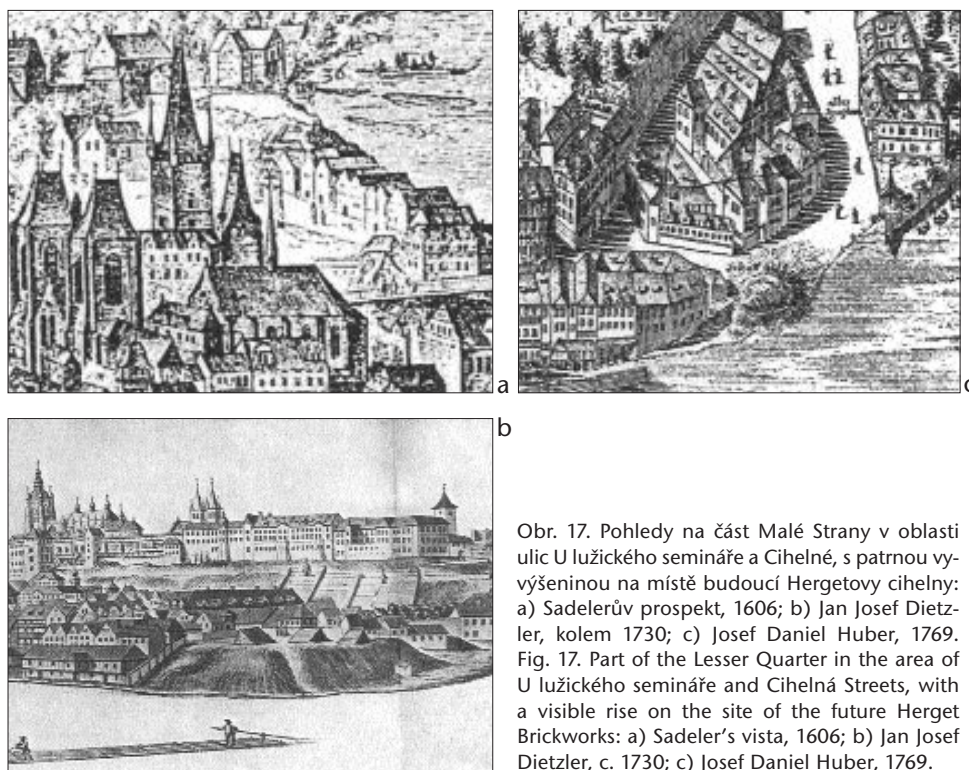 a
c
b
Obr. 17. Pohledy na část Malé Strany v oblasti
ulic U lužického semináře a Cihelné, s patrnou vy-
výšeninou na místě budoucí Hergetovy cihelny:
a) Sadelerův prospekt, 1606; b) Jan Josef Dietz-
ler, kolem 1730; c) Josef Daniel Huber, 1769.
Fig. 17. Part of the Lesser Quarter in the area of
U lužického semináře and Cihelná Streets, with
a visible rise on the site of the future Herget
Brickworks: a) Sadeler’s vista, 1606; b) Jan Josef
Dietzler, c. 1730; c) Josef Daniel Huber, 1769.